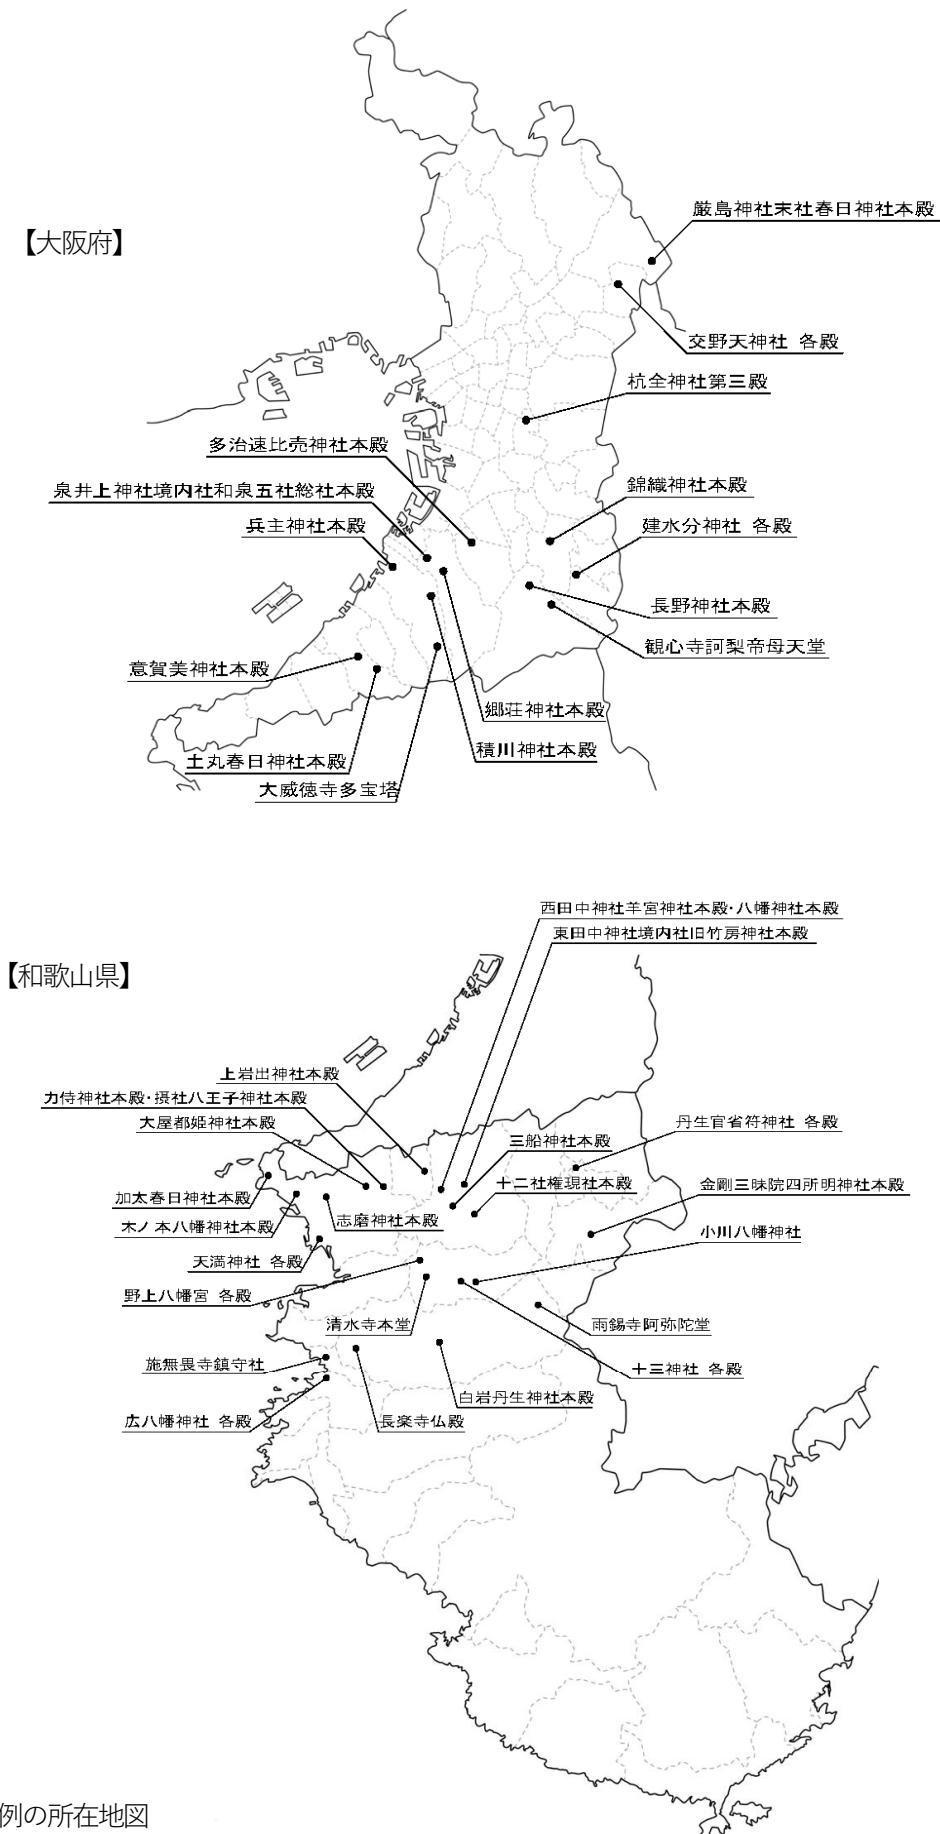 【大阪府】
厳島神社末社春日神社本殿
交野天神社 各殿
杭全神社第三殿
多治速比売神社本殿
泉井上神社境内社和泉五社総社本殿
錦織神社本殿
兵主神社本殿
建水分神社 各殿
長野神社本殿
観心寺訶梨帝母天堂
意賀美神社本殿
郷荘神社本殿
積川神社本殿
土丸春日神社本殿
大威徳寺多宝塔
【和歌山県】
西田中神社羊宮神社本殿・八幡神社本殿
東田中神社境内社旧竹房神社本殿
上岩出神社本殿
力侍神社本殿・摂社八王子神社本殿
大屋都姫神社本殿
丹生官省符神社 各殿
三船神社本殿
十二社権現社本殿
金剛三昧院四所明神社本殿
加太春日神社本殿
志磨神社本殿
木ノ本八幡神社本殿
小川八幡神社
天満神社 各殿
野上八幡宮 各殿
清水寺本堂
雨錫寺阿弥陀堂
施無畏寺鎮守社
十三神社 各殿
白岩丹生神社本殿
広八幡神社 各殿
長楽寺仏殿
例の所在地図